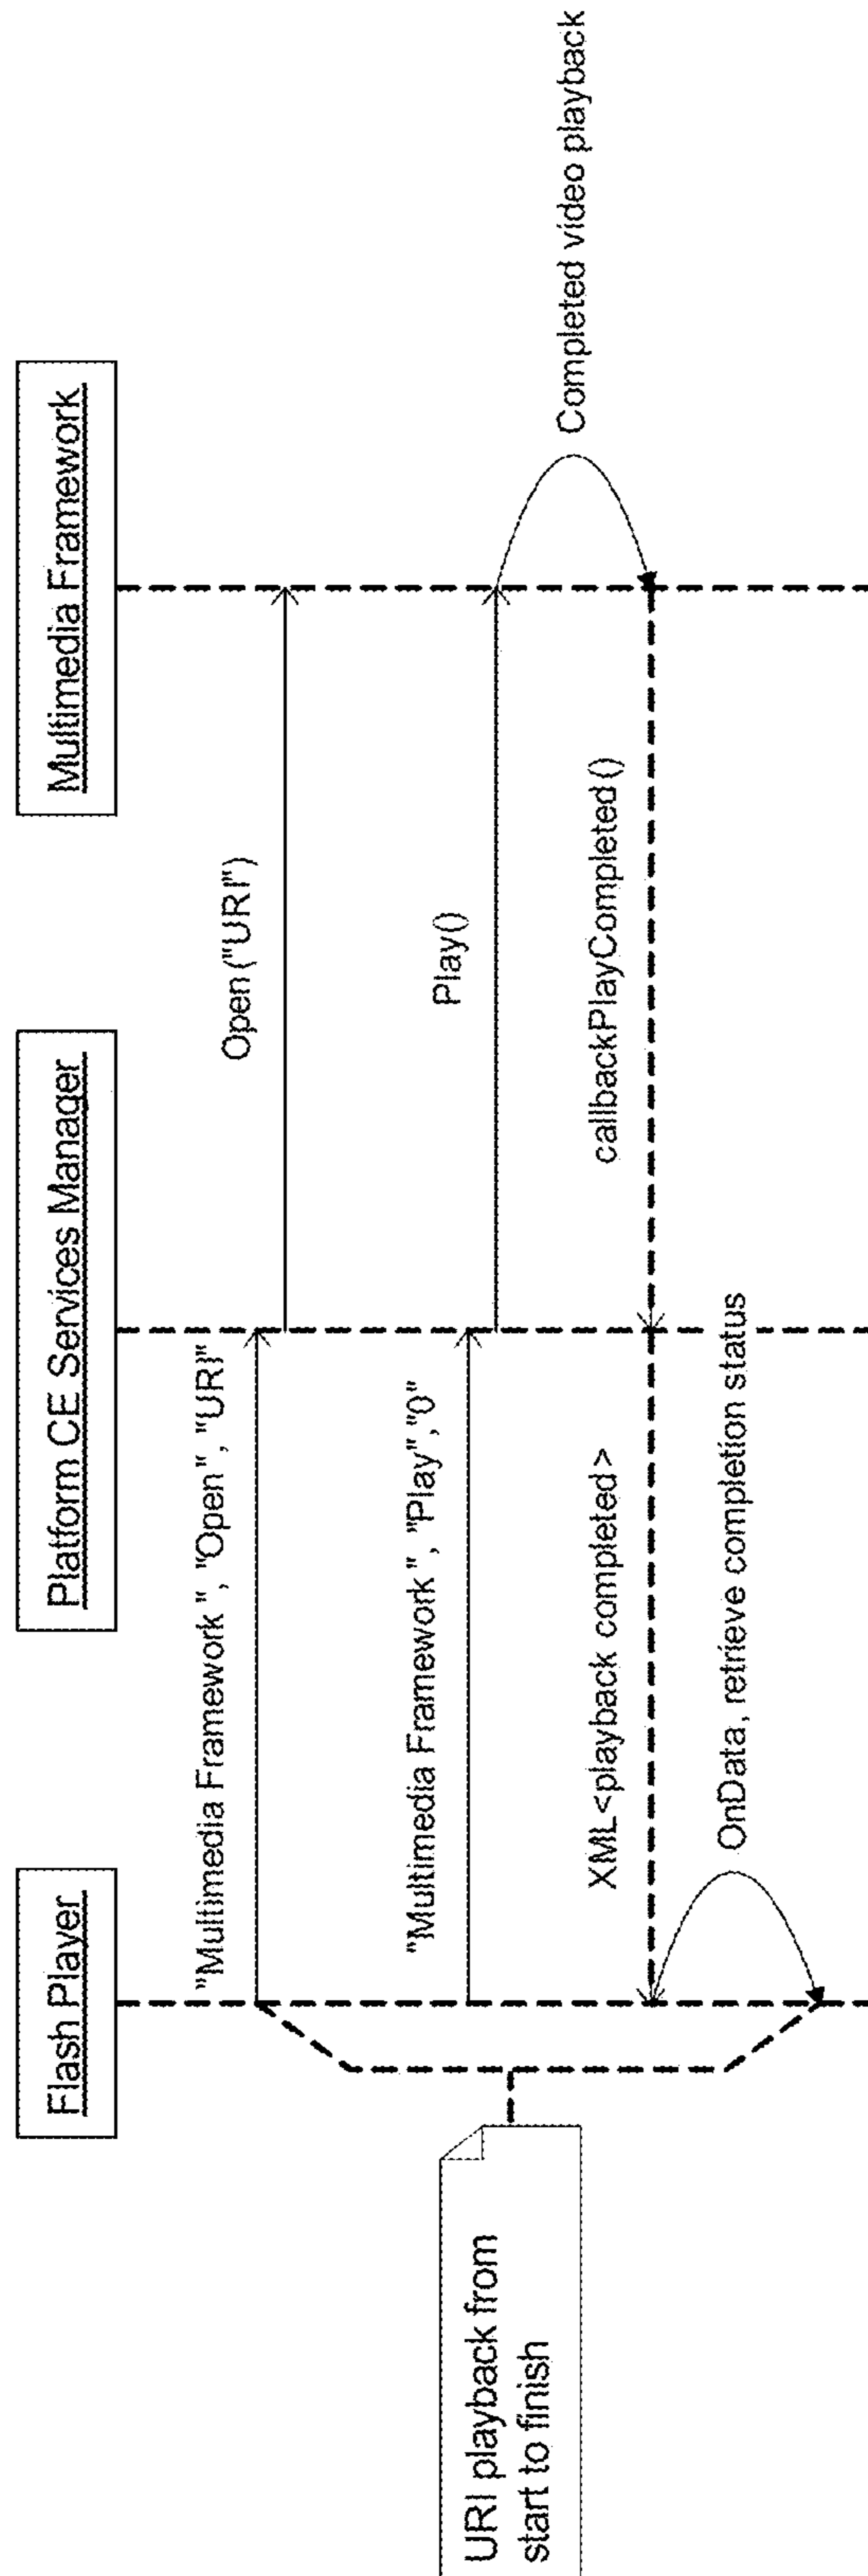 Flash Player
Platform CE Services Manager
Multimedia Framework
"Multimedia Framework ", "Open", "URI"
Open("URI")
"Multimedia Framework ", "Play","0"
Play()
URI playback from
start to finish
XML<playback completed>
callbackPlayCompleted()
Completed video playback
OnData, retrieve completion status